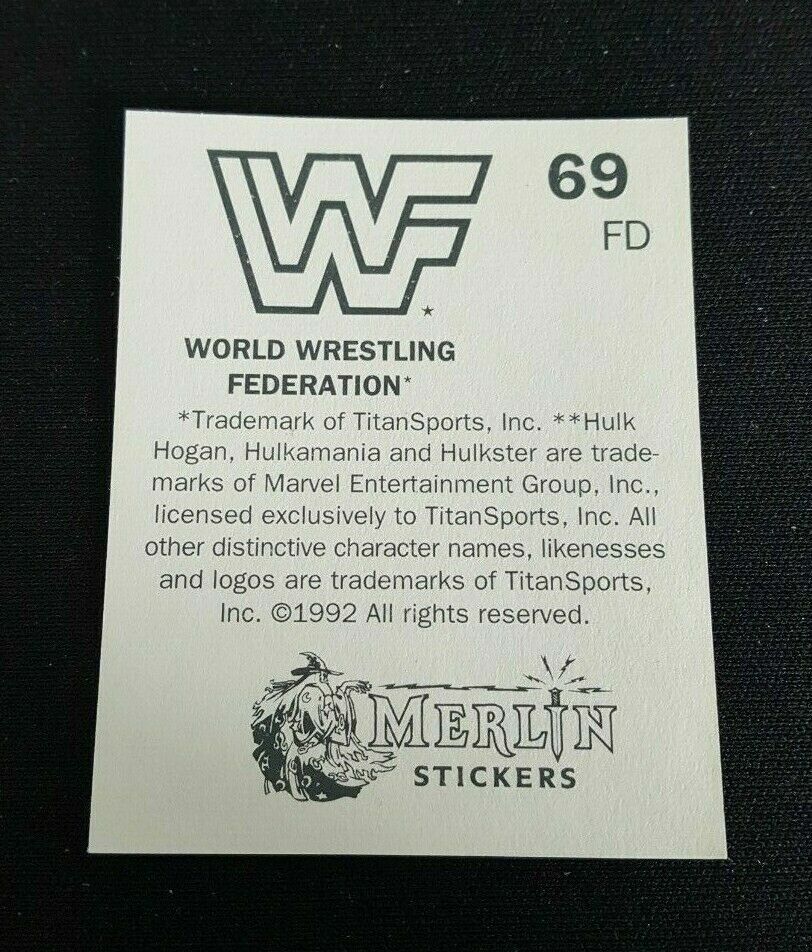 WF
69
FD
WORLD WRESTLING
FEDERATION*
*Trademark of TitanSports, Inc. **Hulk
Hogan, Hulkamania and Hulkster are trade-
marks of Marvel Entertainment Group, Inc.,
licensed exclusively to TitanSports, Inc. All
other distinctive character names, likenesses
and logos are trademarks of TitanSports,
Inc. ©1992 All rights reserved.
MERLIN
STICKERS